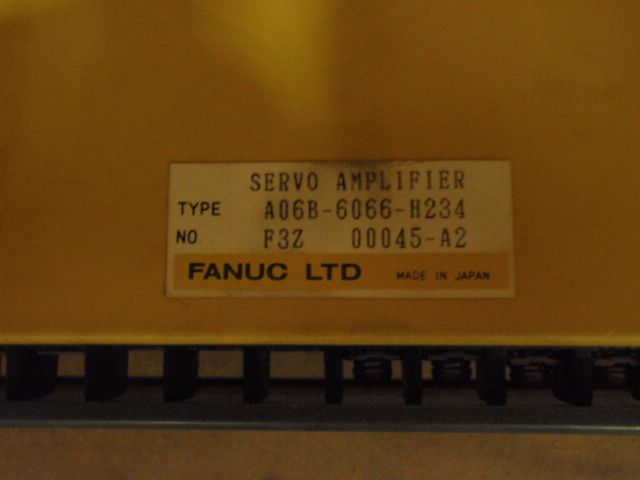 SERVO AMPLIFIER
TYPE A06B-6066-H234
NO. F3Z 00045-A2
FANUC LTD MADE IN JAPAN